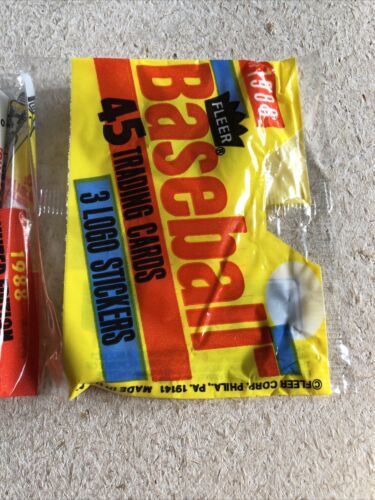 1988
FLEER®
Baseball
45 TRADING CARDS
3 LOGO STICKERS
©FLEER CORP. PHILA., PA. 19141 MADE IN
1988